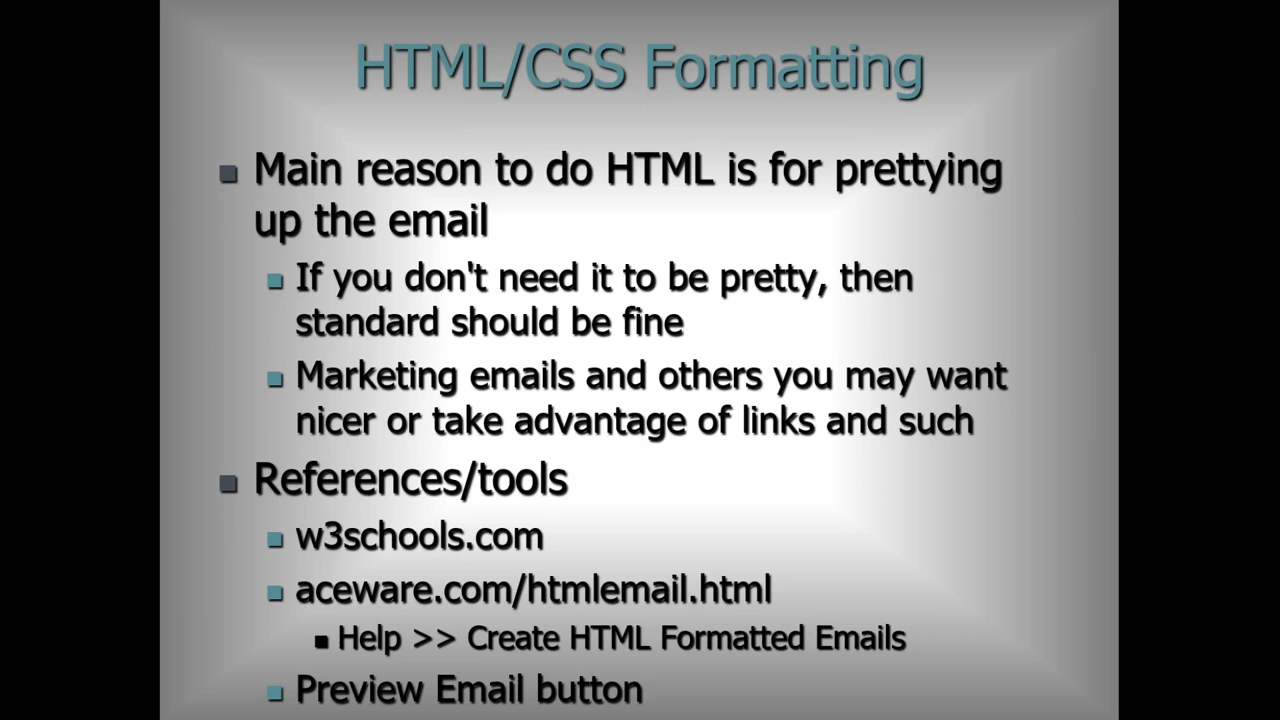 HTML/CSS Formatting
Main reason to do HTML is for prettying
up the email
If you don't need it to be pretty, then
standard should be fine
Marketing emails and others you may want
nicer or take advantage of links and such
References/tools
w3schools.com
aceware.com/htmlemail.html
Help >> Create HTML Formatted Emails
Preview Email button